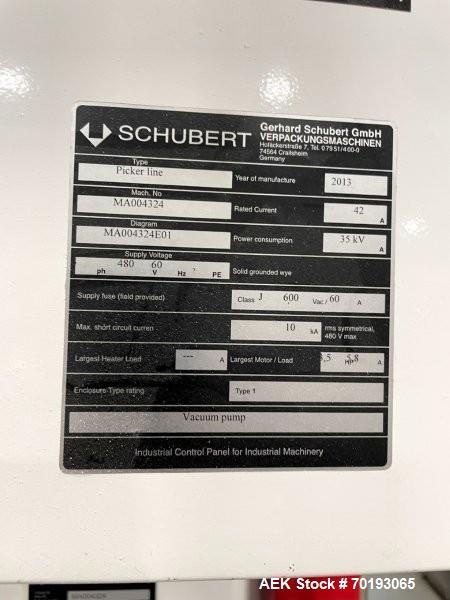 SCHUBERT
Gerhard Schubert GmbH
VERPACKUNGSMASCHINEN
Hofäckerstraße 7, Tel. 07951/400-0
74564 Crailsheim
Germany
Type
Picker line
Year of manufacture 2013
Mach. No
MA004324
Rated Current 42 A
Diagram
MA004324E01
Power consumption 35 kV A
Supply Voltage
480 60
ph V Hz , PE
Solid grounded wye
Supply fuse (field provided) Class J 600 Vac/ 60 A
Max. short circuit curren 10 kA rms symmetrical,
480 V max
Largest Heater Load --- A Largest Motor / Load 5,8 A
Enclosure Type rating Type 1
Vacuum pump
Industrial Control Panel for Industrial Machinery
AEK Stock # 70193065